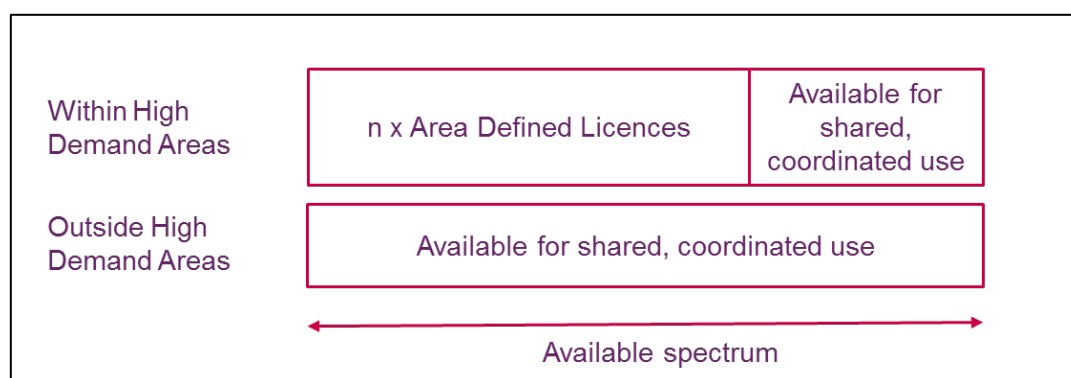 Within High
Demand Areas
n x Area Defined Licences
Available for
shared,
coordinated use
Outside High
Demand Areas
Available for shared, coordinated use
Available spectrum